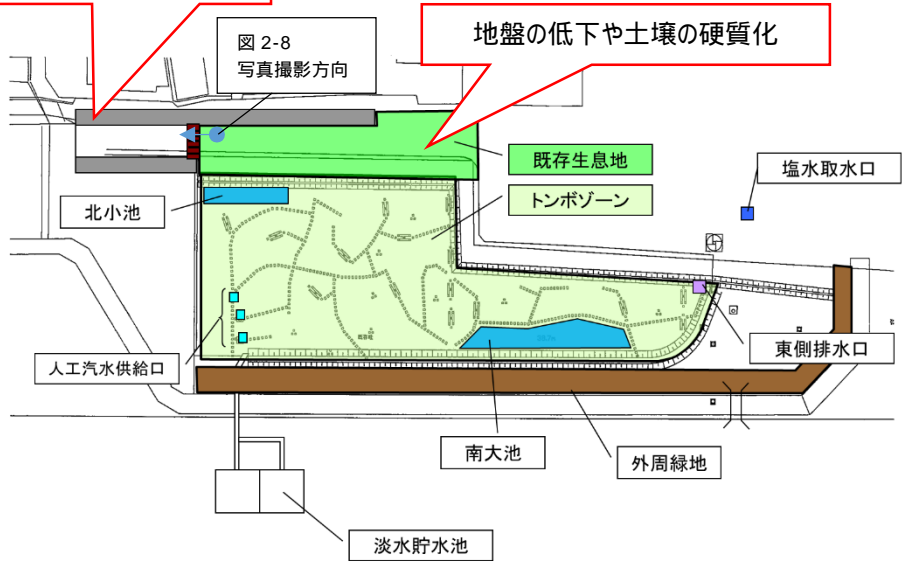 図 2-8
写真撮影方向
地盤の低下や土壌の硬質化
既存生息地
塩水取水口
北小池
トンボゾーン
人工汽水供給口
東側排水口
南大池
外周緑地
淡水貯水池